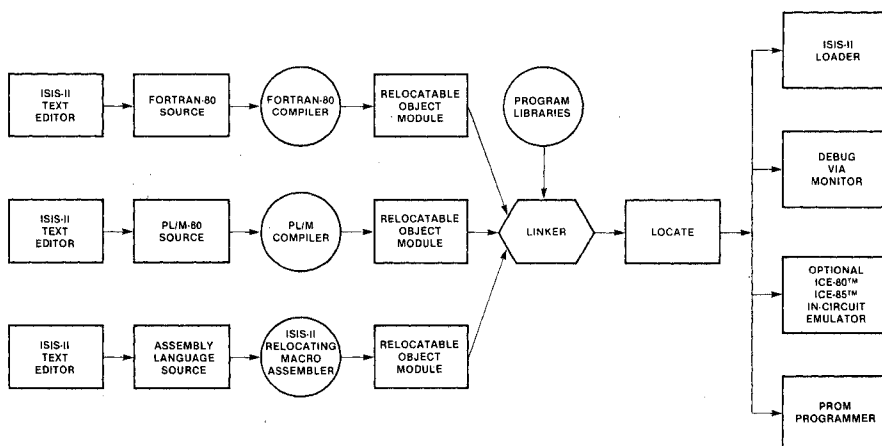 ISIS-II
TEXT
EDITOR
FORTRAN-80
SOURCE
FORTRAN-80
COMPILER
RELOCATABLE
OBJECT
MODULE
PROGRAM
LIBRARIES
ISIS-II
TEXT
EDITOR
PL/M-80
SOURCE
PL/M
COMPILER
RELOCATABLE
OBJECT
MODULE
LINKER
LOCATE
ISIS-II
TEXT
EDITOR
ASSEMBLY
LANGUAGE
SOURCE
ISIS-II
RELOCATING
MACRO
ASSEMBLER
RELOCATABLE
OBJECT
MODULE
ISIS-II
LOADER
DEBUG
VIA
MONITOR
OPTIONAL
ICE-80™
ICE-85™
IN-CIRCUIT
EMULATOR
PROM
PROGRAMMER